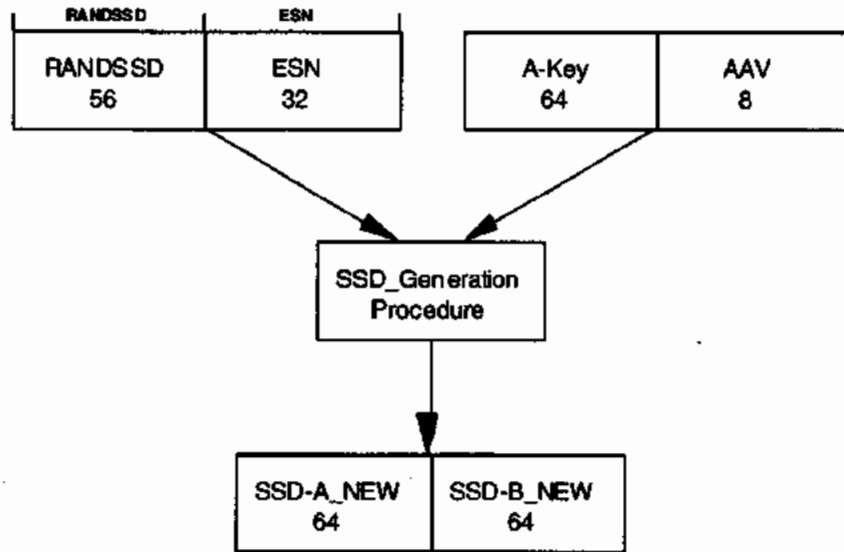 RANDSSD ESN
RANDSSD ESN A-Key AAV
56 32 64 8
SSD_Generation
Procedure
SSD-A_NEW SSD-B_NEW
64 64